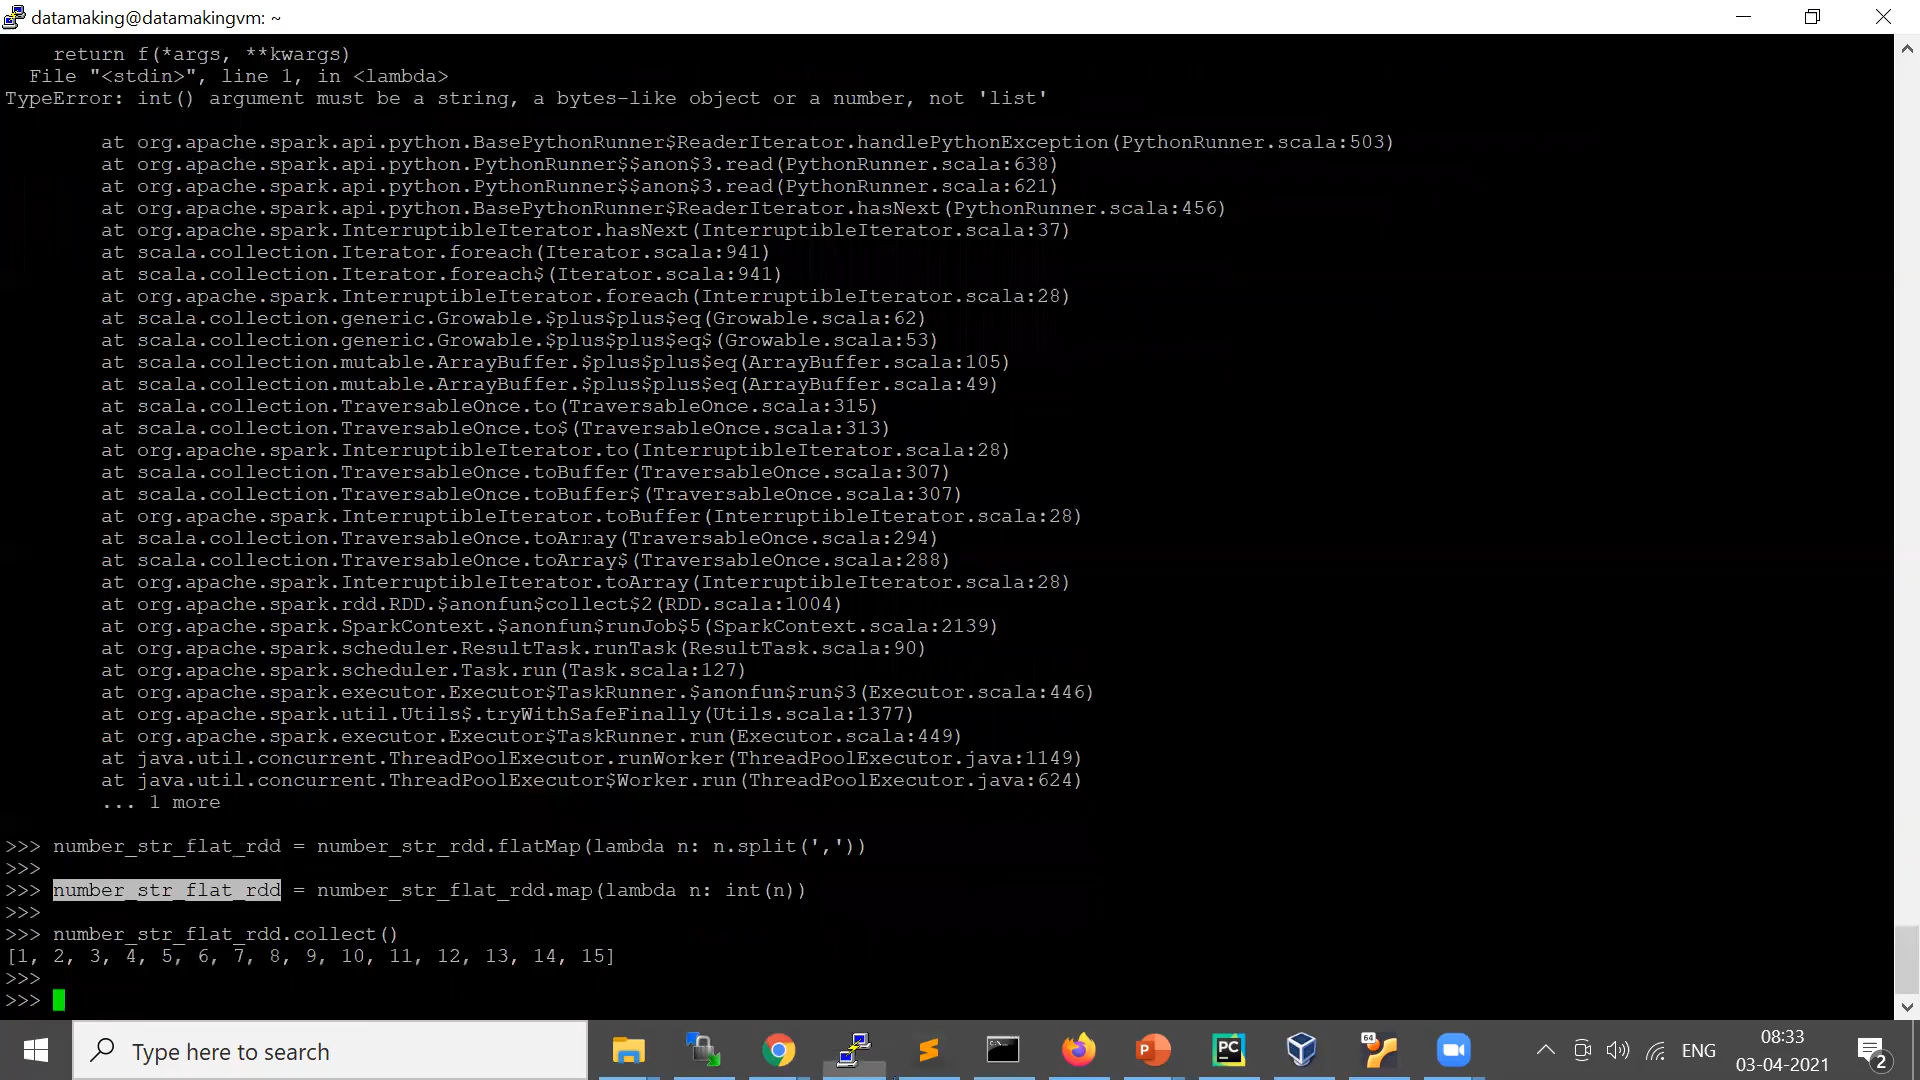 datamaking@datamakingvm: ~
    return f(*args, **kwargs)
  File "<stdin>", line 1, in <lambda>
TypeError: int() argument must be a string, a bytes-like object or a number, not 'list'
        at org.apache.spark.api.python.BasePythonRunner$ReaderIterator.handlePythonException(PythonRunner.scala:503)
        at org.apache.spark.api.python.PythonRunner$$anon$3.read(PythonRunner.scala:638)
        at org.apache.spark.api.python.PythonRunner$$anon$3.read(PythonRunner.scala:621)
        at org.apache.spark.api.python.BasePythonRunner$ReaderIterator.hasNext(PythonRunner.scala:456)
        at org.apache.spark.InterruptibleIterator.hasNext(InterruptibleIterator.scala:37)
        at scala.collection.Iterator.foreach(Iterator.scala:941)
        at scala.collection.Iterator.foreach$(Iterator.scala:941)
        at org.apache.spark.InterruptibleIterator.foreach(InterruptibleIterator.scala:28)
        at scala.collection.generic.Growable.$plus$plus$eq(Growable.scala:62)
        at scala.collection.generic.Growable.$plus$plus$eq$(Growable.scala:53)
        at scala.collection.mutable.ArrayBuffer.$plus$plus$eq(ArrayBuffer.scala:105)
        at scala.collection.mutable.ArrayBuffer.$plus$plus$eq(ArrayBuffer.scala:49)
        at scala.collection.TraversableOnce.to(TraversableOnce.scala:315)
        at scala.collection.TraversableOnce.to$(TraversableOnce.scala:313)
        at org.apache.spark.InterruptibleIterator.to(InterruptibleIterator.scala:28)
        at scala.collection.TraversableOnce.toBuffer(TraversableOnce.scala:307)
        at scala.collection.TraversableOnce.toBuffer$(TraversableOnce.scala:307)
        at org.apache.spark.InterruptibleIterator.toBuffer(InterruptibleIterator.scala:28)
        at scala.collection.TraversableOnce.toArray(TraversableOnce.scala:294)
        at scala.collection.TraversableOnce.toArray$(TraversableOnce.scala:288)
        at org.apache.spark.InterruptibleIterator.toArray(InterruptibleIterator.scala:28)
        at org.apache.spark.rdd.RDD.$anonfun$collect$2(RDD.scala:1004)
        at org.apache.spark.SparkContext.$anonfun$runJob$5(SparkContext.scala:2139)
        at org.apache.spark.scheduler.ResultTask.runTask(ResultTask.scala:90)
        at org.apache.spark.scheduler.Task.run(Task.scala:127)
        at org.apache.spark.executor.Executor$TaskRunner.$anonfun$run$3(Executor.scala:446)
        at org.apache.spark.util.Utils$.tryWithSafeFinally(Utils.scala:1377)
        at org.apache.spark.executor.Executor$TaskRunner.run(Executor.scala:449)
        at java.util.concurrent.ThreadPoolExecutor.runWorker(ThreadPoolExecutor.java:1149)
        at java.util.concurrent.ThreadPoolExecutor$Worker.run(ThreadPoolExecutor.java:624)
        ... 1 more
>>> number_str_flat_rdd = number_str_rdd.flatMap(lambda n: n.split(','))
>>>
>>> number_str_flat_rdd = number_str_flat_rdd.map(lambda n: int(n))
>>>
>>> number_str_flat_rdd.collect()
[1, 2, 3, 4, 5, 6, 7, 8, 9, 10, 11, 12, 13, 14, 15]
>>>
>>>
Type here to search
PC
P
64
ENG
08:33
03-04-2021
2